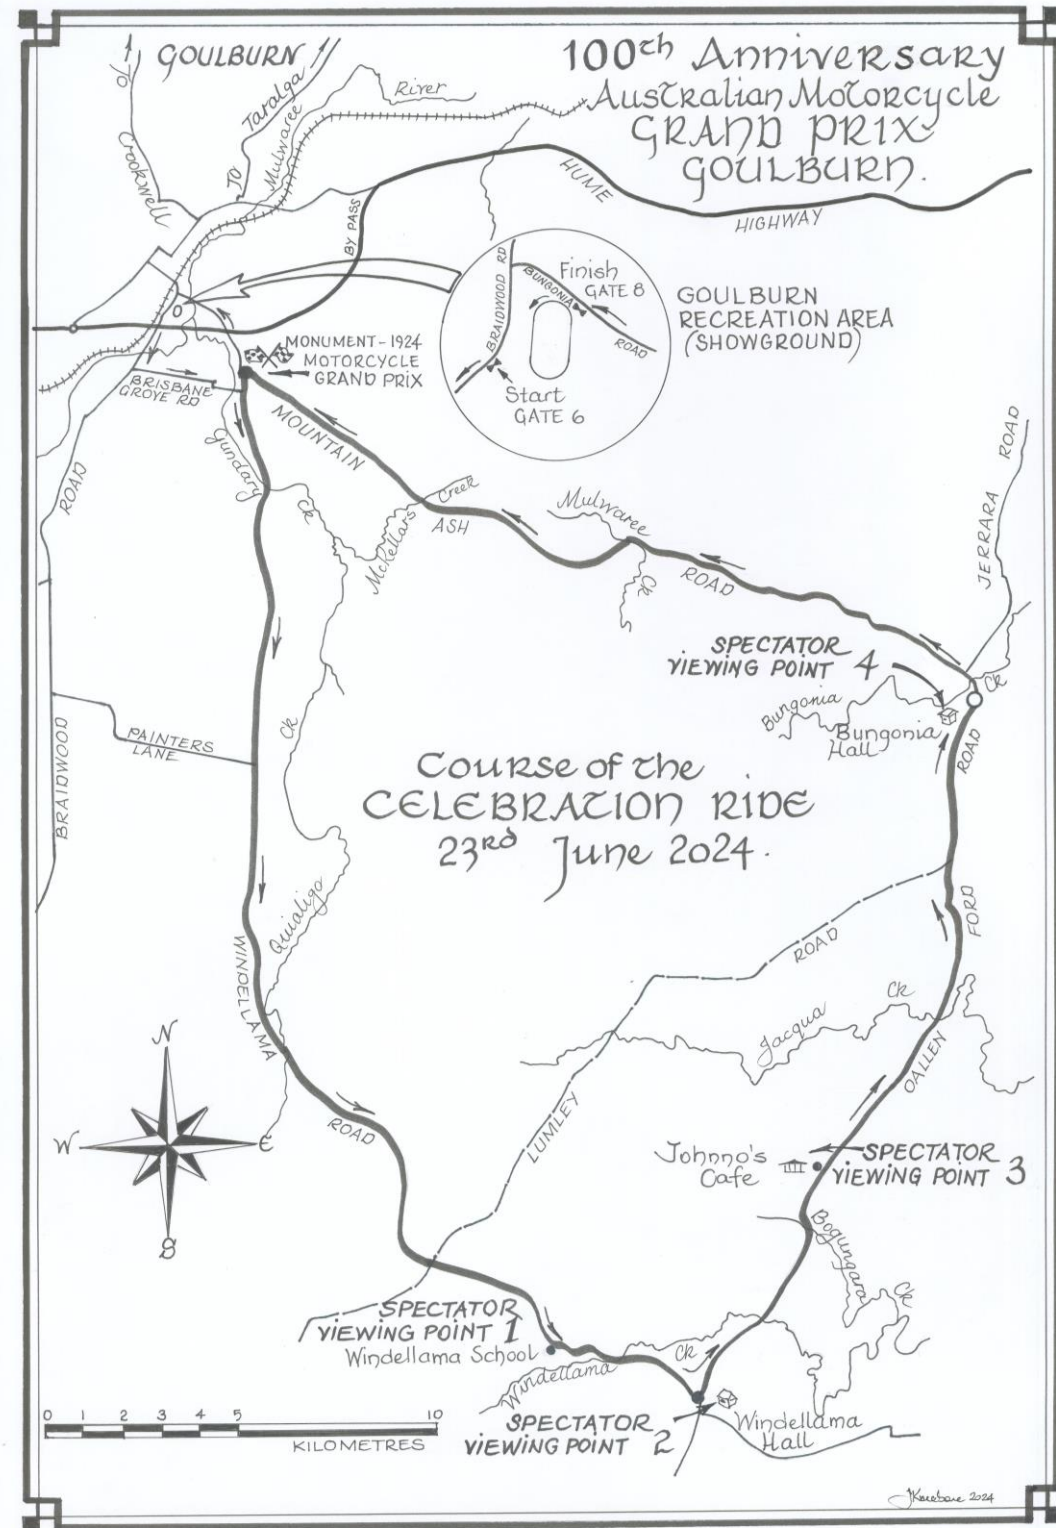 GOULBURN
100th Anniversary
Australian Motorcycle
GRAND PRIX
GOULBURN.
TO
Crookwell
TO Taralga
Mulwaree
River
HUME
HIGHWAY
BY PASS
BRAIDWOOD RD
BUNGONIA
ROAD
Finish
GATE 8
Start
GATE 6
GOULBURN
RECREATION AREA
(SHOWGROUND)
MONUMENT - 1924
MOTORCYCLE
GRAND PRIX
BRISBANE
GROVE RD
MOUNTAIN
ASH
ROAD
Gundary
Ck
McKellars
Creek
Mulwaree
Ck
JERRARA ROAD
ROAD
BRAIDWOOD
SPECTATOR
VIEWING POINT 4
Bungonia
Ck
Bungonia
Hall
ROAD
PAINTERS
LANE
Ck
Course of the
CELEBRATION RIDE
23rd June 2024.
Quialigo
WINDELLAMA
ROAD
FORD
OALLEN
ROAD
LUMLEY
Jacqua
Ck
N
W
E
S
Johnno's
Cafe
SPECTATOR
VIEWING POINT 3
Bogungara
Ck
SPECTATOR
VIEWING POINT 1
Windellama School
Windellama
Ck
SPECTATOR
VIEWING POINT 2
Windellama
Hall
0 1 2 3 4 5 10
KILOMETRES
2024